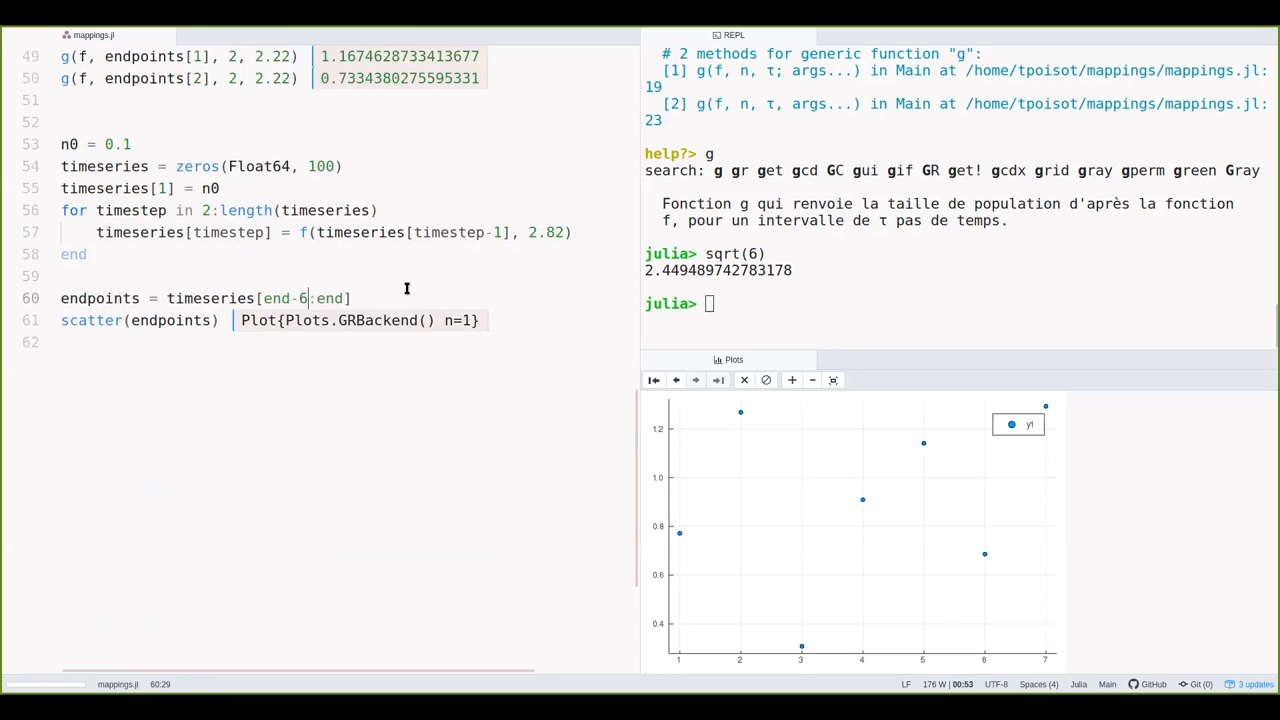 mappings.jl
49 g(f, endpoints[1], 2, 2.22) 1.1674628733413677
50 g(f, endpoints[2], 2, 2.22) 0.7334380275595331
51
52
53 n0 = 0.1
54 timeseries = zeros(Float64, 100)
55 timeseries[1] = n0
56 for timestep in 2:length(timeseries)
57 timeseries[timestep] = f(timeseries[timestep-1], 2.82)
58 end
59
60 endpoints = timeseries[end-6:end]
61 scatter(endpoints) Plot{Plots.GRBackend() n=1}
62
REPL
# 2 methods for generic function "g":
[1] g(f, n, τ; args...) in Main at /home/tpoisot/mappings/mappings.jl:
19
[2] g(f, n, τ, args...) in Main at /home/tpoisot/mappings/mappings.jl:
23
help?> g
search: g gr get gcd GC gui gif GR get! gcdx grid gray gperm green Gray
Fonction g qui renvoie la taille de population d'après la fonction
f, pour un intervalle de τ pas de temps.
julia> sqrt(6)
2.449489742783178
julia>
Plots
y1
1.2
1.0
0.8
0.6
0.4
1 2 3 4 5 6 7
mappings.jl 60:29 LF 176 W | 00:53 UTF-8 Spaces (4) Julia Main GitHub Git (0) 3 updates